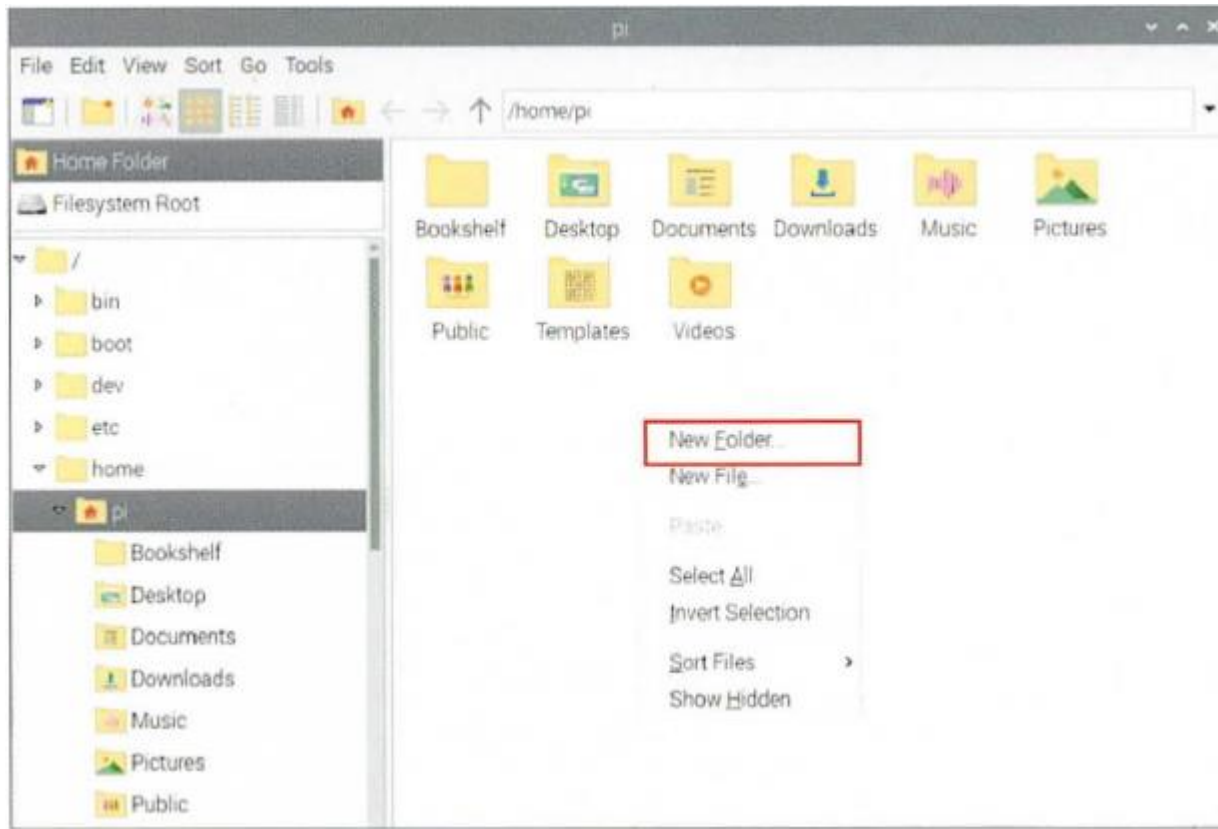 pi
File Edit View Sort Go Tools
/home/pi
Home Folder
Filesystem Root
/
bin
boot
dev
etc
home
pi
Bookshelf
Desktop
Documents
Downloads
Music
Pictures
Public
Bookshelf Desktop Documents Downloads Music Pictures
Public Templates Videos
New Folder...
New File...
Paste
Select All
Invert Selection
Sort Files
Show Hidden